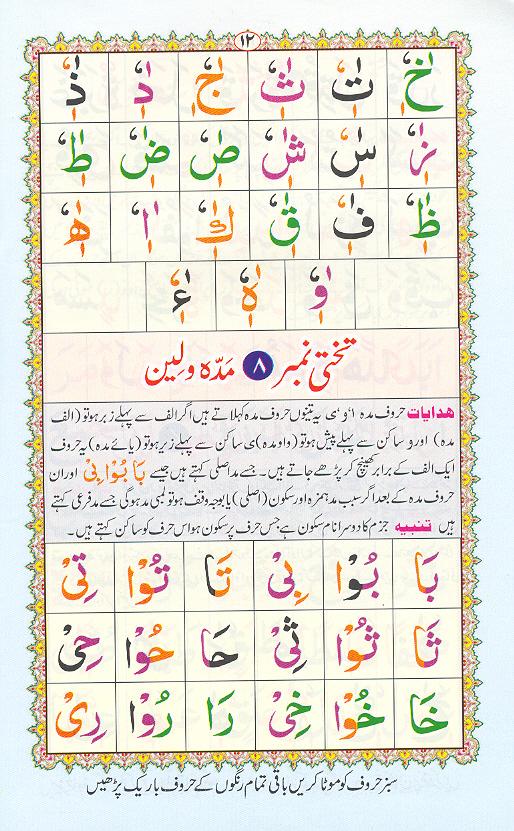 ۱۲
خٰٖٗ تٰٖٗ ثٰٖٗ جٰٖٗ دٰٖٗ ذٰٖٗ
زٰٖٗ سٰٖٗ شٰٖٗ صٰٖٗ ضٰٖٗ طٰٖٗ
ظٰٖٗ فٰٖٗ قٰٖٗ كٰٖٗ اٰٖٗ ھٰٖٗ
وٰٖٗ ہٰٖٗ ءٰٖٗ
تختی نمبر ۸ مَدّہ و لِین
ھدایات حروف مدہ ا ٗ و ٗ ی یہ تینوں حروف مدہ کہلاتے ہیں اگر الف سے پہلے زبر ہو تو (الف
مدہ) اور و ساکن سے پہلے پیش ہو تو (واو مدہ) ی ساکن سے پہلے زیر ہو تو (یائے مدہ) یہ حروف
ایک الف کے برابر کھینچ کر پڑھے جاتے ہیں۔ جسے مد اصلی کہتے ہیں جیسے بَا بُوْا بِیْ اور ان
حروف مدہ کے بعد اگر سبب مد ہمزہ اور سکون (اصلی) یا بوجہ وقف ہو تو لمبی مد ہوگی جسے مد فرعی کہتے
ہیں تنبیہ جزم کا دوسرا نام سکون ہے جس حرف پر سکون ہو اس حرف کو ساکن کہتے ہیں۔
بَا بُوْا بِیْ تَا تُوْا تِیْ
ثَا ثُوْا ثِیْ حَا حُوْا حِیْ
خَا خُوْا خِیْ رَا رُوْا رِیْ
سبز حروف کو موٹا کریں باقی تمام رنگوں کے حروف باریک پڑھیں